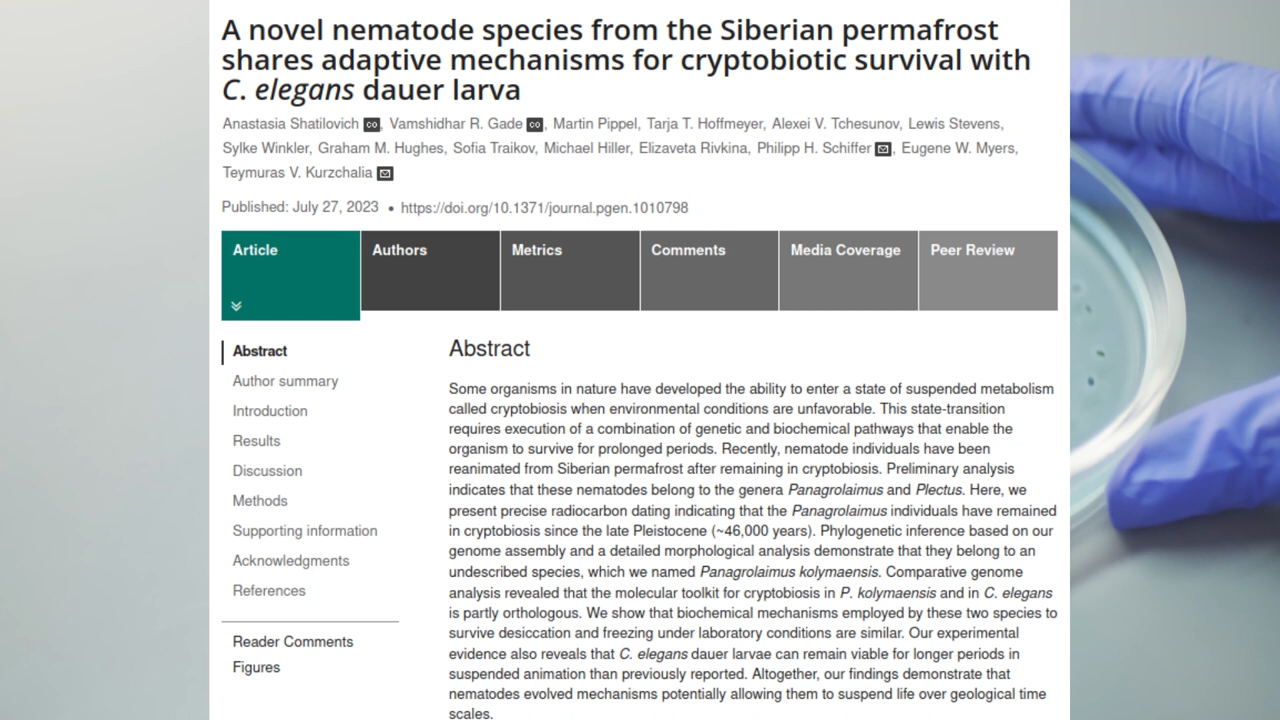 A novel nematode species from the Siberian permafrost
shares adaptive mechanisms for cryptobiotic survival with
C. elegans dauer larva
Anastasia Shatilovich, Vamshidhar R. Gade, Martin Pippel, Tarja T. Hoffmeyer, Alexei V. Tchesunov, Lewis Stevens,
Sylke Winkler, Graham M. Hughes, Sofia Traikov, Michael Hiller, Elizaveta Rivkina, Philipp H. Schiffer, Eugene W. Myers,
Teymuras V. Kurzchalia
Published: July 27, 2023 • https://doi.org/10.1371/journal.pgen.1010798
Article Authors Metrics Comments Media Coverage Peer Review
Abstract
Author summary
Introduction
Results
Discussion
Methods
Supporting information
Acknowledgments
References
Reader Comments
Figures
Abstract
Some organisms in nature have developed the ability to enter a state of suspended metabolism
called cryptobiosis when environmental conditions are unfavorable. This state-transition
requires execution of a combination of genetic and biochemical pathways that enable the
organism to survive for prolonged periods. Recently, nematode individuals have been
reanimated from Siberian permafrost after remaining in cryptobiosis. Preliminary analysis
indicates that these nematodes belong to the genera Panagrolaimus and Plectus. Here, we
present precise radiocarbon dating indicating that the Panagrolaimus individuals have remained
in cryptobiosis since the late Pleistocene (~46,000 years). Phylogenetic inference based on our
genome assembly and a detailed morphological analysis demonstrate that they belong to an
undescribed species, which we named Panagrolaimus kolymaensis. Comparative genome
analysis revealed that the molecular toolkit for cryptobiosis in P. kolymaensis and in C. elegans
is partly orthologous. We show that biochemical mechanisms employed by these two species to
survive desiccation and freezing under laboratory conditions are similar. Our experimental
evidence also reveals that C. elegans dauer larvae can remain viable for longer periods in
suspended animation than previously reported. Altogether, our findings demonstrate that
nematodes evolved mechanisms potentially allowing them to suspend life over geological time
scales.